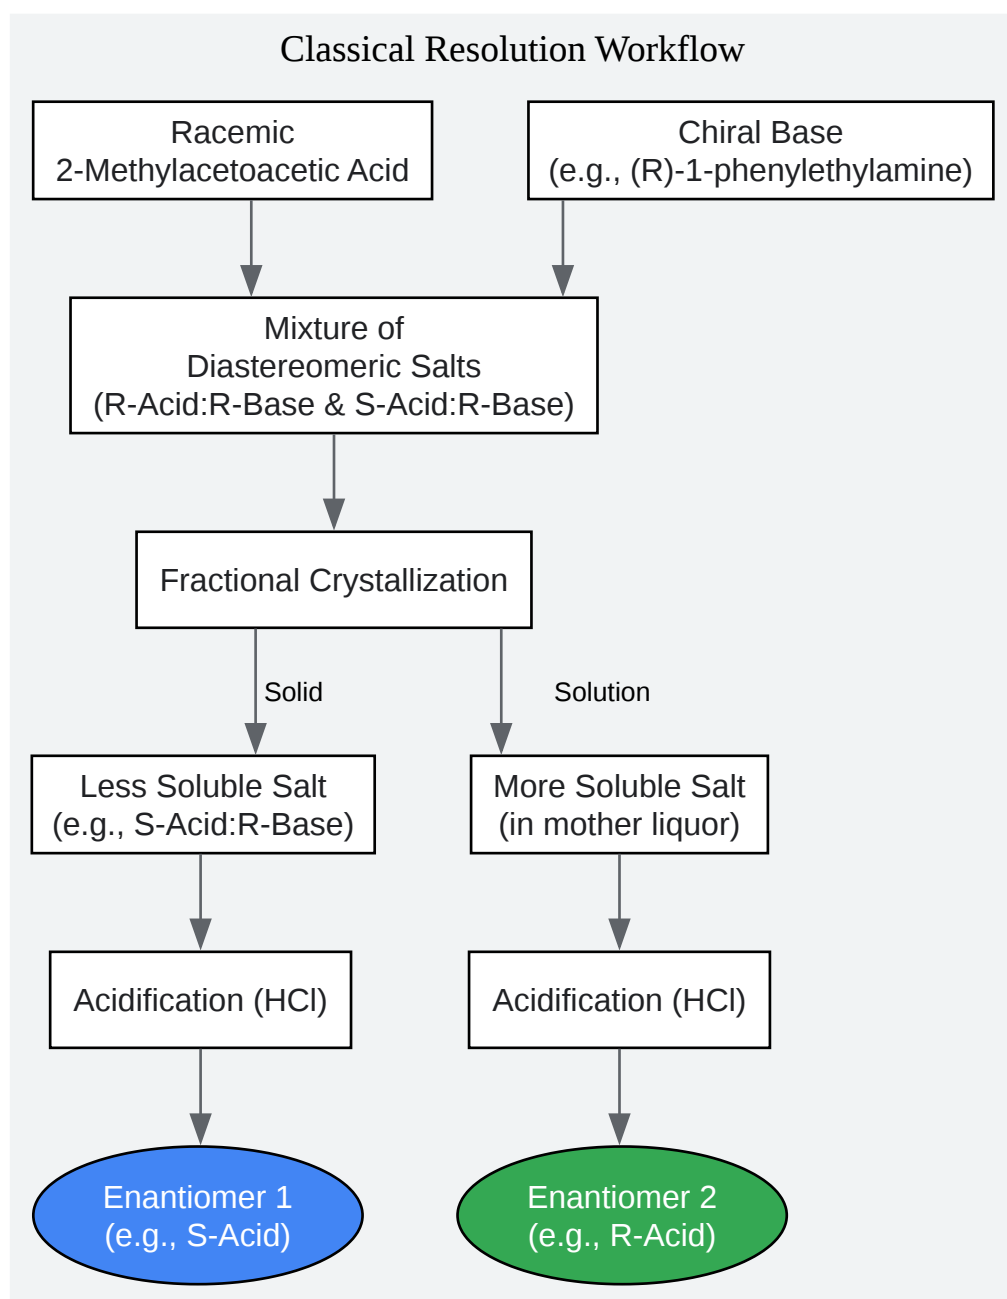 Classical Resolution Workflow
Racemic
2-Methylacetoacetic Acid
Chiral Base
(e.g., (R)-1-phenylethylamine)
Mixture of
Diastereomeric Salts
(R-Acid:R-Base & S-Acid:R-Base)
Fractional Crystallization
Solid
Solution
Less Soluble Salt
(e.g., S-Acid:R-Base)
More Soluble Salt
(in mother liquor)
Acidification (HCl)
Acidification (HCl)
Enantiomer 1
(e.g., S-Acid)
Enantiomer 2
(e.g., R-Acid)